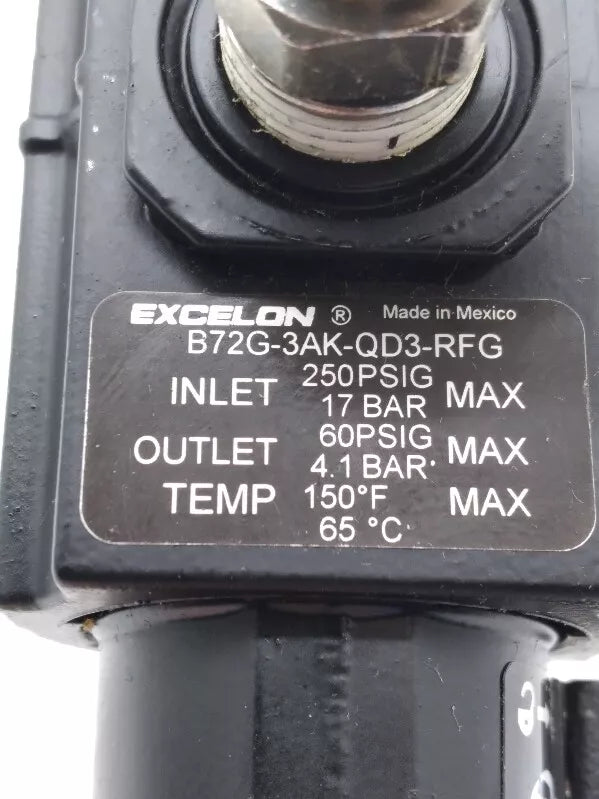 EXCELON ® Made in Mexico
B72G-3AK-QD3-RFG
INLET 250PSIG 17 BAR MAX
OUTLET 60PSIG 4.1 BAR MAX
TEMP 150°F 65 °C MAX